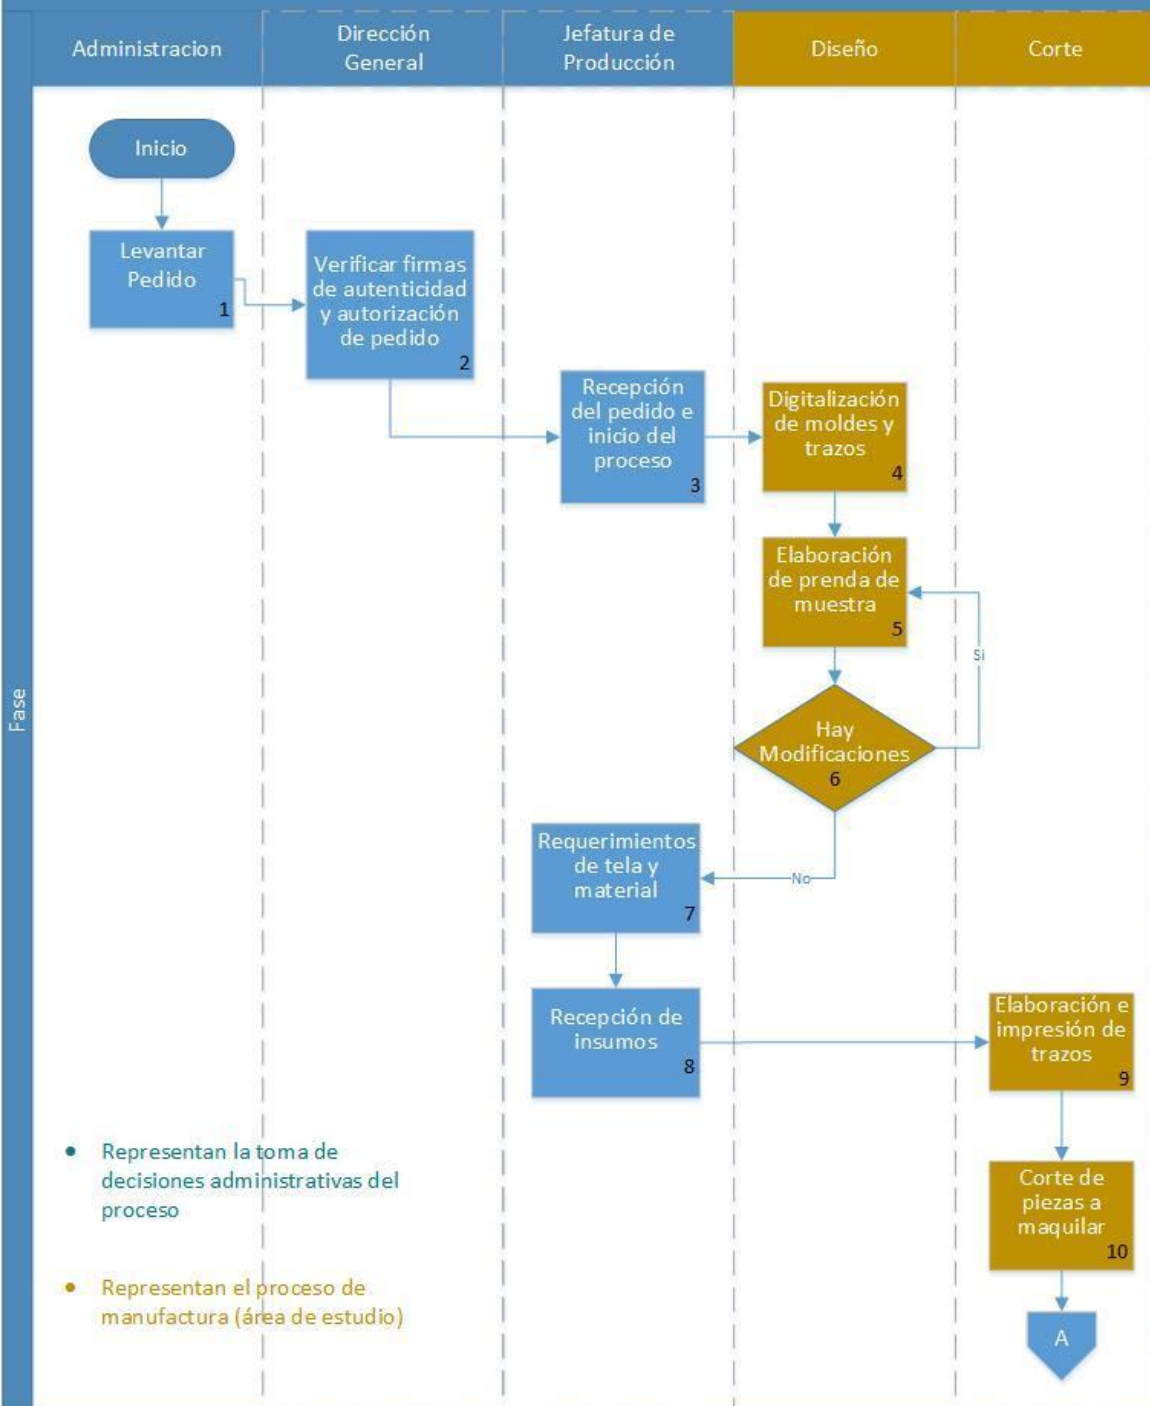 Administracion
Dirección
General
Jefatura de
Producción
Diseño
Corte
Fase
Inicio
Levantar
Pedido
1
Verificar firmas
de autenticidad
y autorización
de pedido
2
Recepción
del pedido e
inicio del
proceso
3
Digitalización
de moldes y
trazos
4
Elaboración
de prenda de
muestra
5
Si
Hay
Modificaciones
6
No
Requerimientos
de tela y
material
7
Recepción de
insumos
8
Elaboración e
impresión de
trazos
9
Corte de
piezas a
maquilar
10
A
• Representan la toma de
decisiones administrativas del
proceso
• Representan el proceso de
manufactura (área de estudio)